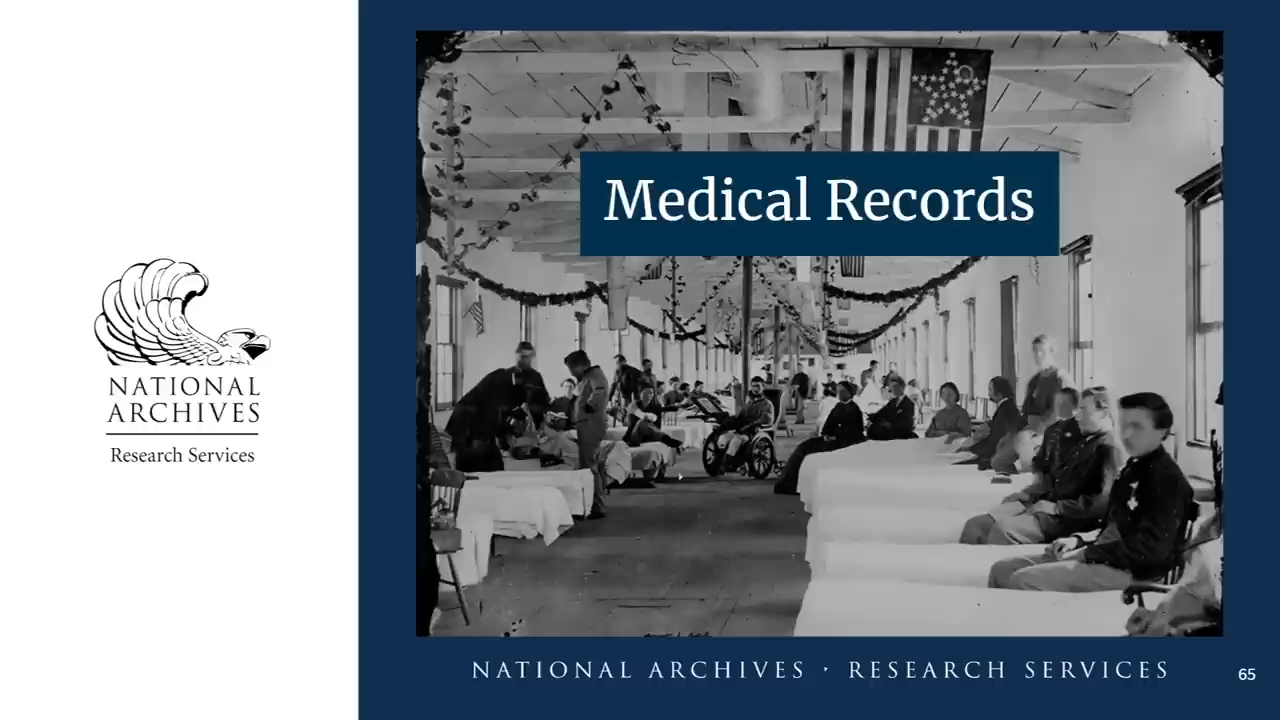 Medical Records
NATIONAL
ARCHIVES
Research Services
NATIONAL ARCHIVES · RESEARCH SERVICES
65